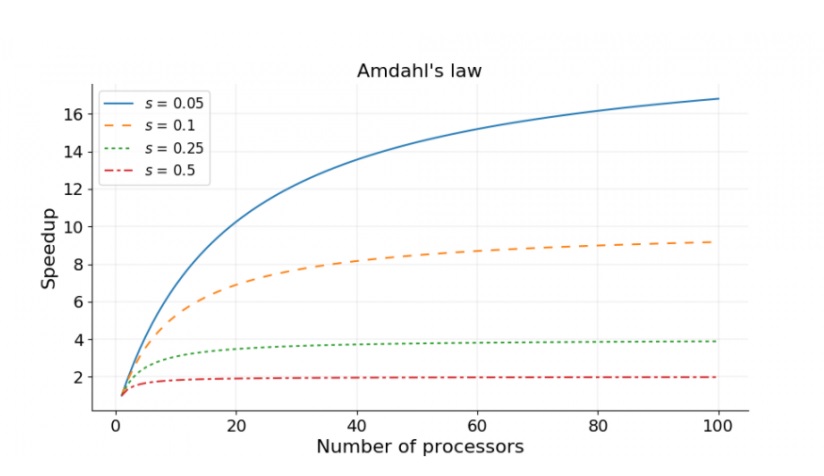 Amdahl's law
s = 0.05
s = 0.1
s = 0.25
s = 0.5
Speedup
16
14
12
10
8
6
4
2
0 20 40 60 80 100
Number of processors